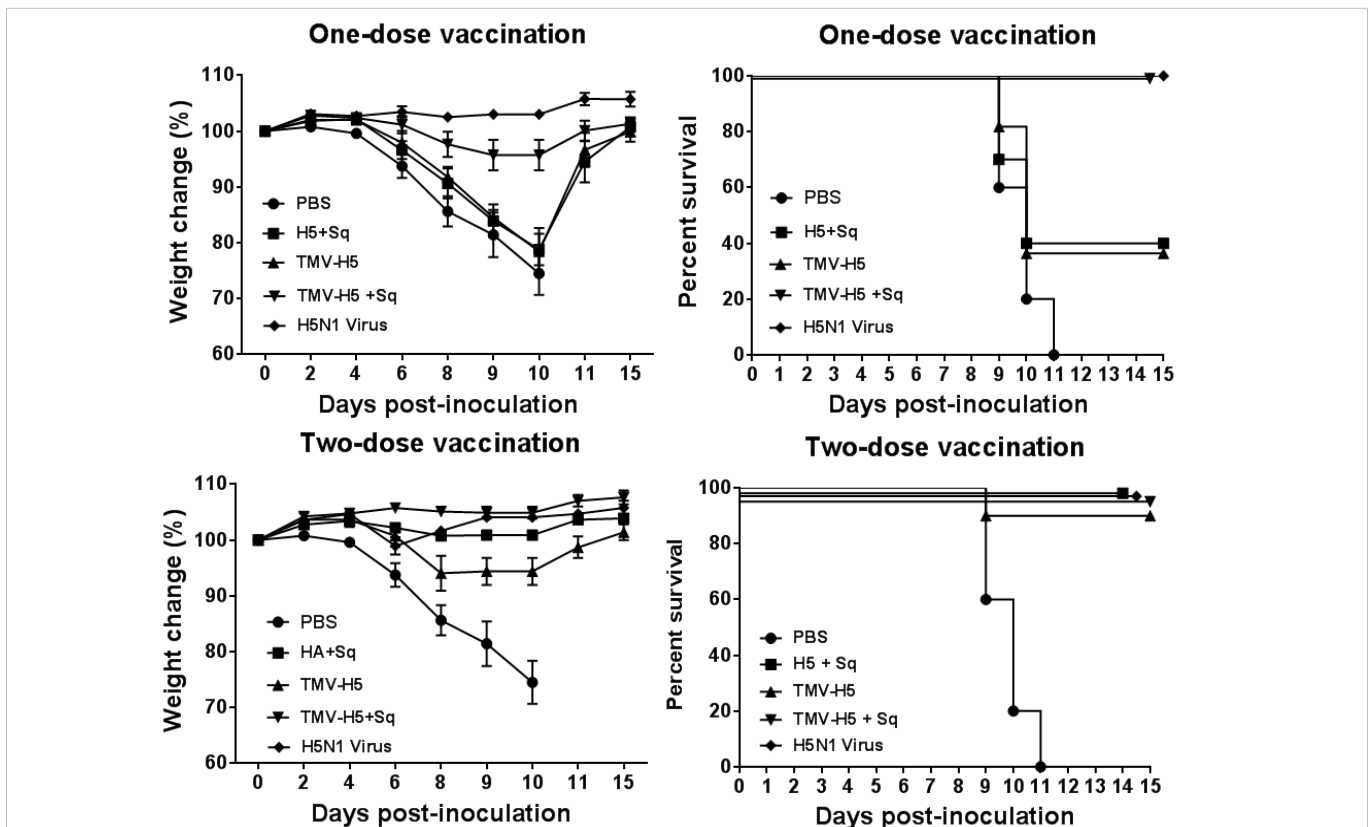 One-dose vaccination
110
100
90
80
70
60
Weight change (%)
PBS
H5+Sq
TMV-H5
TMV-H5 +Sq
H5N1 Virus
0 2 4 6 8 9 10 11 15
Days post-inoculation
One-dose vaccination
100
80
60
40
20
0
Percent survival
PBS
H5+Sq
TMV-H5
TMV-H5 +Sq
H5N1 Virus
0 1 2 3 4 5 6 7 8 9 10 11 12 13 14 15
Days post-inoculation
Two-dose vaccination
110
100
90
80
70
60
Weight change (%)
PBS
HA+Sq
TMV-H5
TMV-H5+Sq
H5N1 Virus
0 2 4 6 8 9 10 11 15
Days post-inoculation
Two-dose vaccination
100
80
60
40
20
0
Percent survival
PBS
H5 + Sq
TMV-H5
TMV-H5 + Sq
H5N1 Virus
0 1 2 3 4 5 6 7 8 9 10 11 12 13 14 15
Days post-inoculation